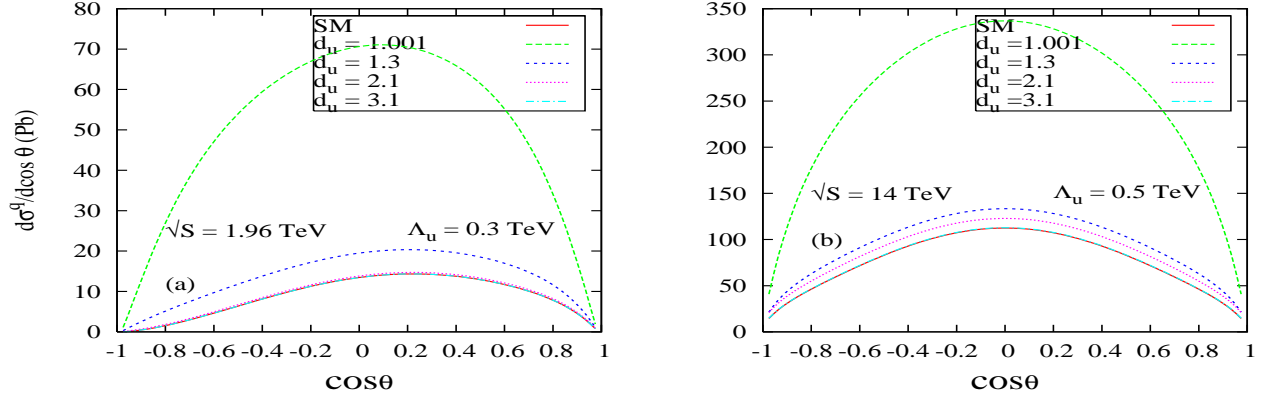 dσ^q/dcos θ (Pb)
80
70
60
50
40
30
20
10
0
SM
d_u = 1.001
d_u = 1.3
d_u = 2.1
d_u = 3.1
√S = 1.96 TeV
Λ_u = 0.3 TeV
(a)
-1 -0.8 -0.6 -0.4 -0.2 0 0.2 0.4 0.6 0.8 1
cosθ
350
300
250
200
150
100
50
0
SM
d_u =1.001
d_u =1.3
d_u =2.1
d_u =3.1
√S = 14 TeV
Λ_u = 0.5 TeV
(b)
-1 -0.8 -0.6 -0.4 -0.2 0 0.2 0.4 0.6 0.8 1
cosθ